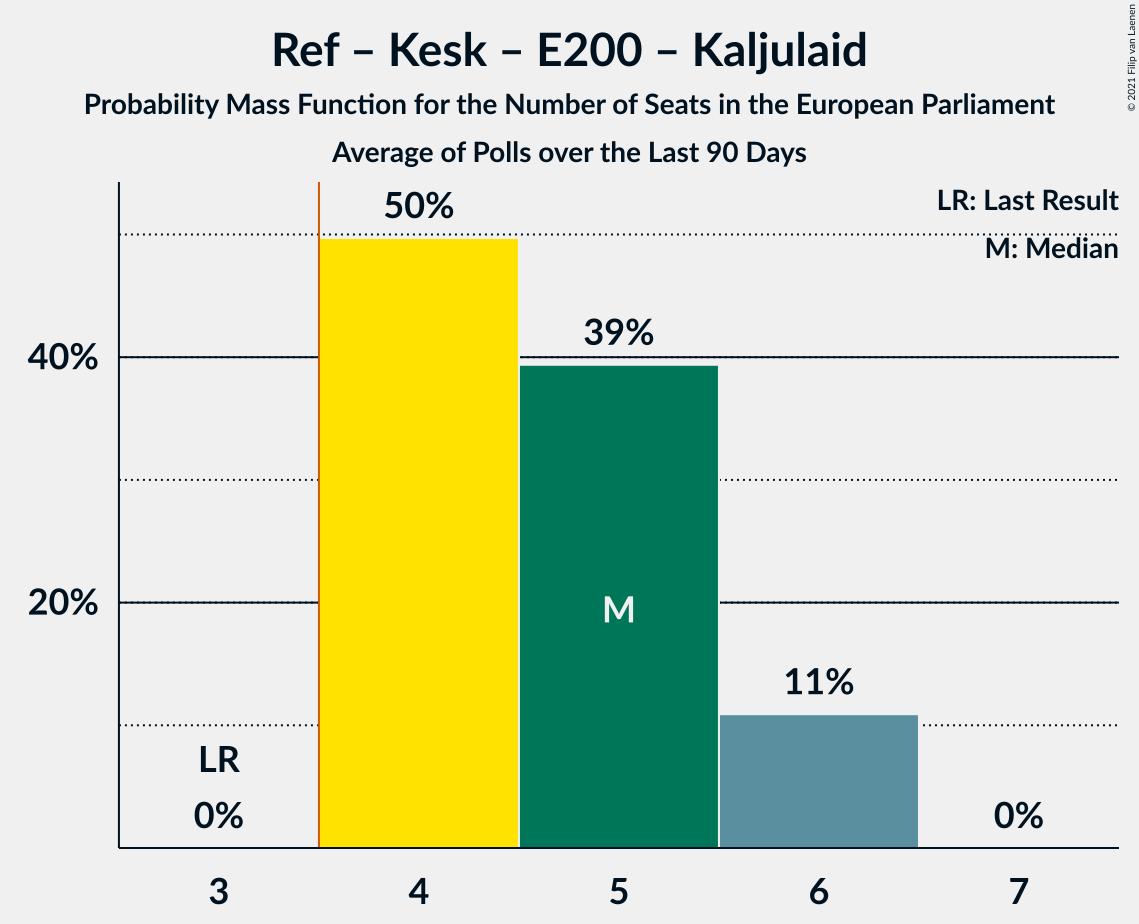 Ref – Kesk – E200 – Kaljulaid
Probability Mass Function for the Number of Seats in the European Parliament
Average of Polls over the Last 90 Days
© 2021 Filip van Laenen
LR: Last Result
M: Median
50%
39%
40%
20%
M
11%
LR
0%
0%
3 4 5 6 7